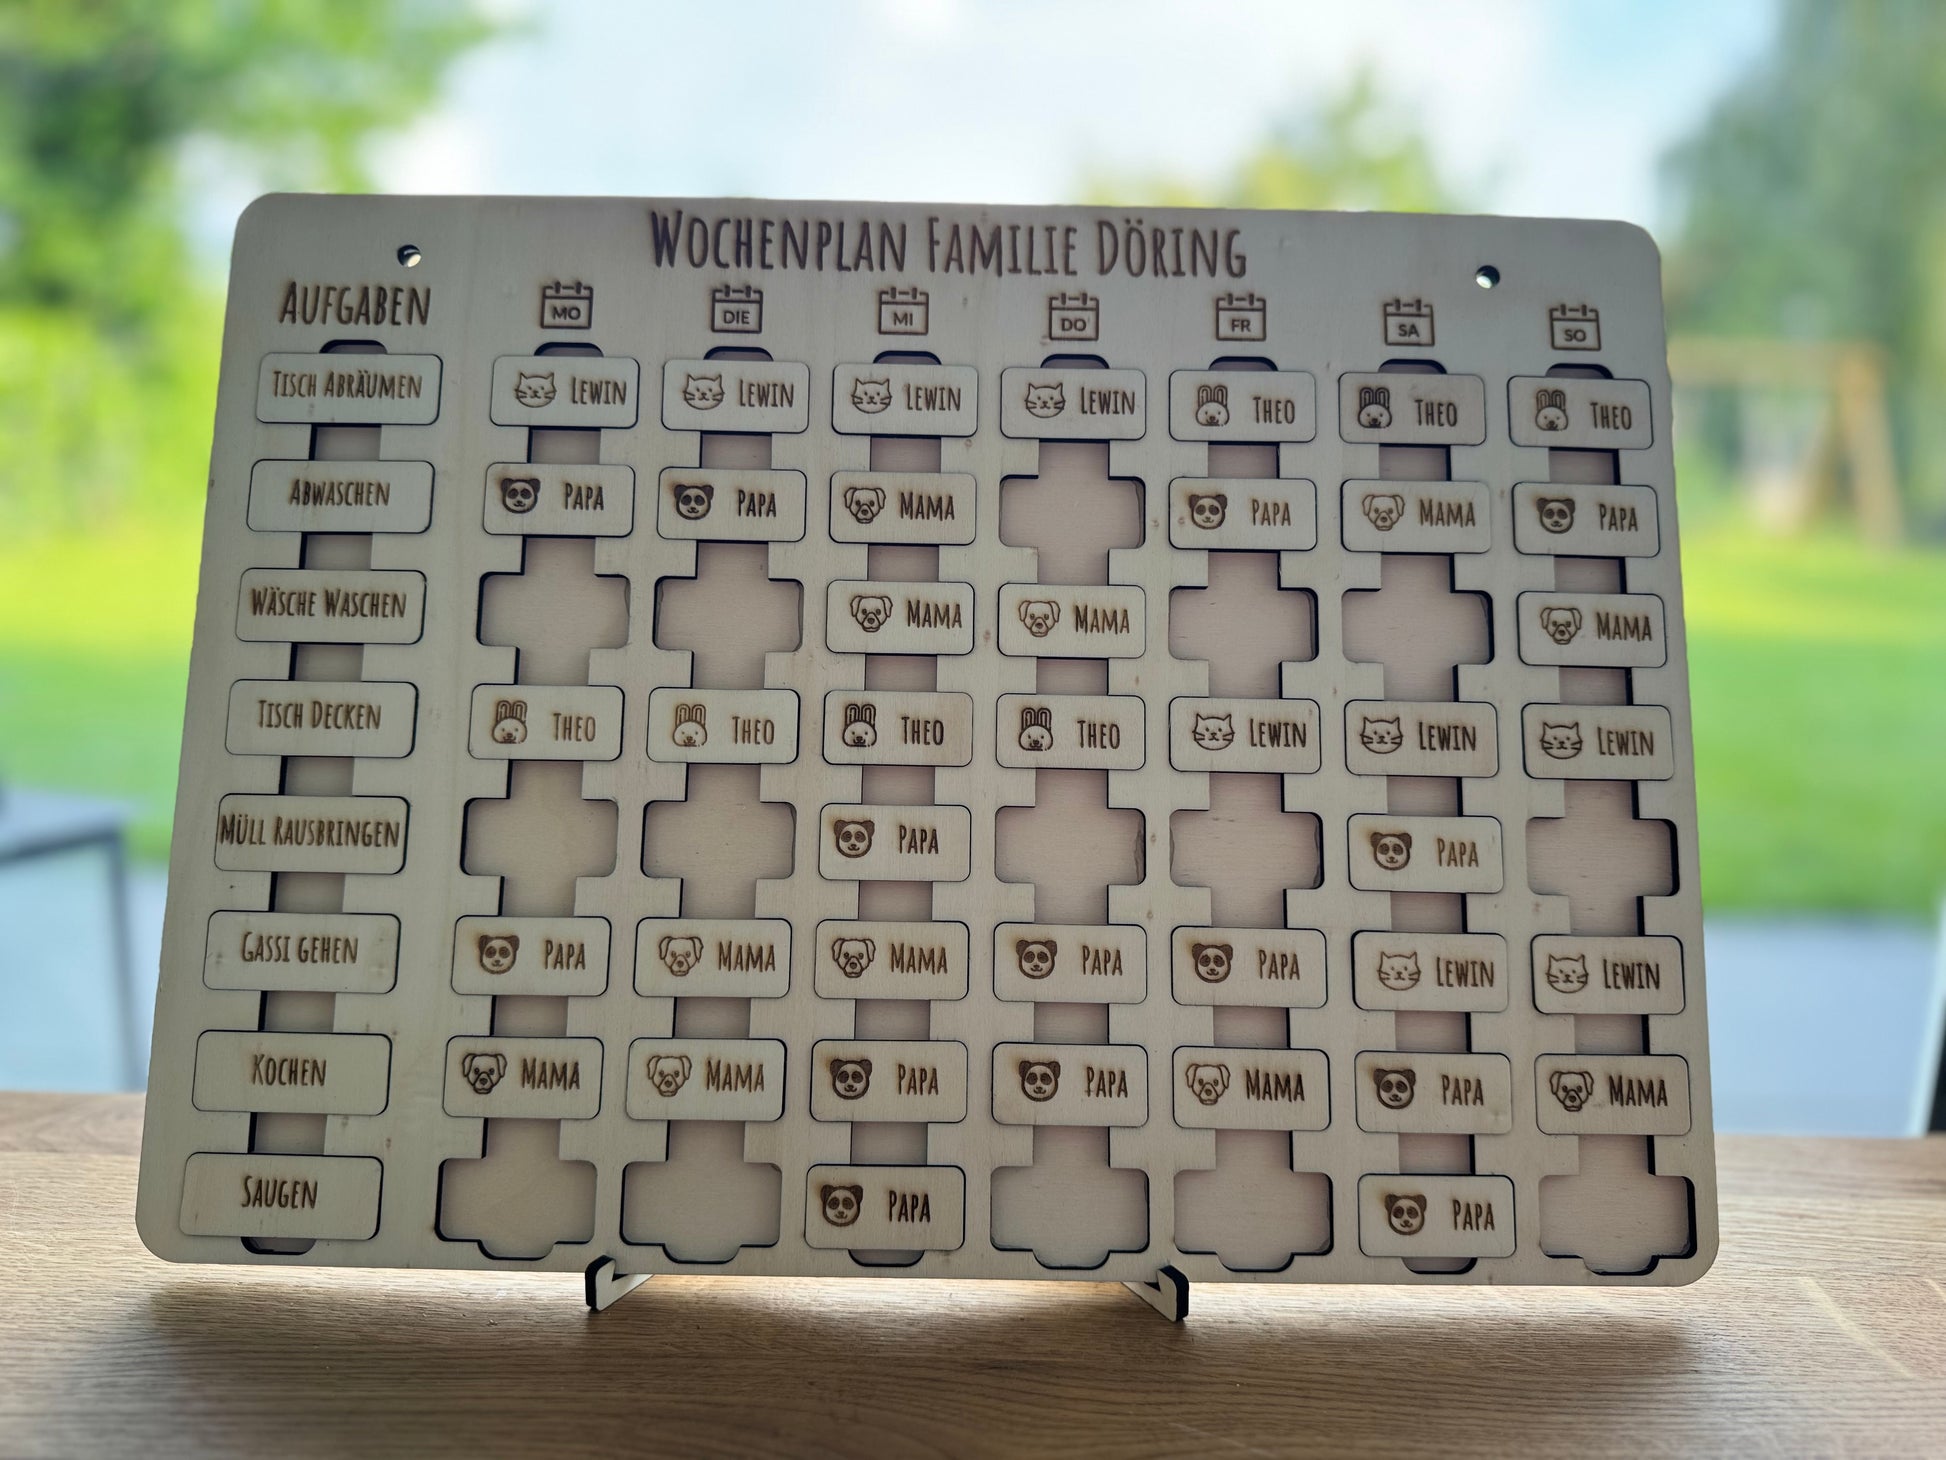 Wochenplan Familie Döring
Aufgaben MO DIE MI DO FR SA SO
Tisch Abräumen Lewin Lewin Lewin Lewin Theo Theo Theo
Abwaschen Papa Papa Mama Papa Mama Papa
Wäsche Waschen Mama Mama Mama
Tisch Decken Theo Theo Theo Theo Lewin Lewin Lewin
Müll Rausbringen Papa Papa
Gassi gehen Papa Mama Mama Papa Papa Lewin Lewin
Kochen Mama Mama Papa Papa Mama Papa Mama
Saugen Papa Papa